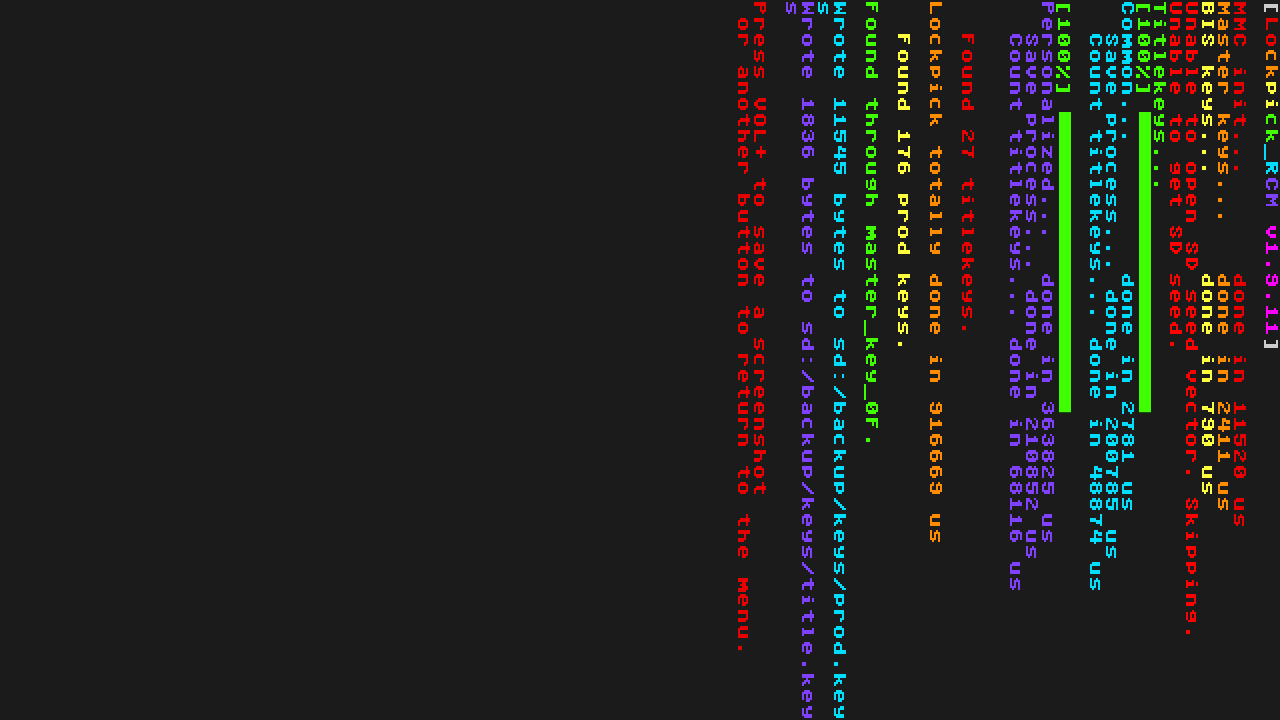 [Lockpick_RCM v1.9.11]
MMC init... done in 11520 us
Master keys... done in 2411 us
BIS keys... done in 790 us
Unable to open SD seed vector. Skipping.
Unable to get SD seed.
Titlekeys...
[100%]
Common... done in 2781 us
Save process... done in 200785 us
Count titlekeys... done in 48874 us
[100%]
Personalized... done in 363825 us
Save process... done in 21052 us
Count titlekeys... done in 68116 us
Found 27 titlekeys.
Lockpick totally done in 916669 us
Found 176 prod keys.
Found through master_key_0f.
Wrote 11545 bytes to sd:/backup/keys/prod.key
s
Wrote 1836 bytes to sd:/backup/keys/title.key
s
Press VOL+ to save a screenshot
or another button to return to the menu.